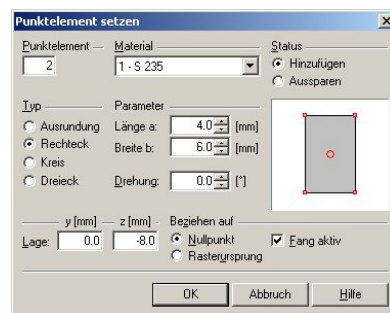 Punktelement setzen
Punktelement Material Status
2 1 - S 235 Hinzufügen
Aussparen
Typ Parameter
Ausrundung Länge a: 4.0 [mm]
Rechteck Breite b: 6.0 [mm]
Kreis
Dreieck Drehung: 0.0 [°]
y [mm] z [mm] Beziehen auf
Lage: 0.0 -8.0 Nullpunkt Fang aktiv
Rasterursprung
OK Abbruch Hilfe